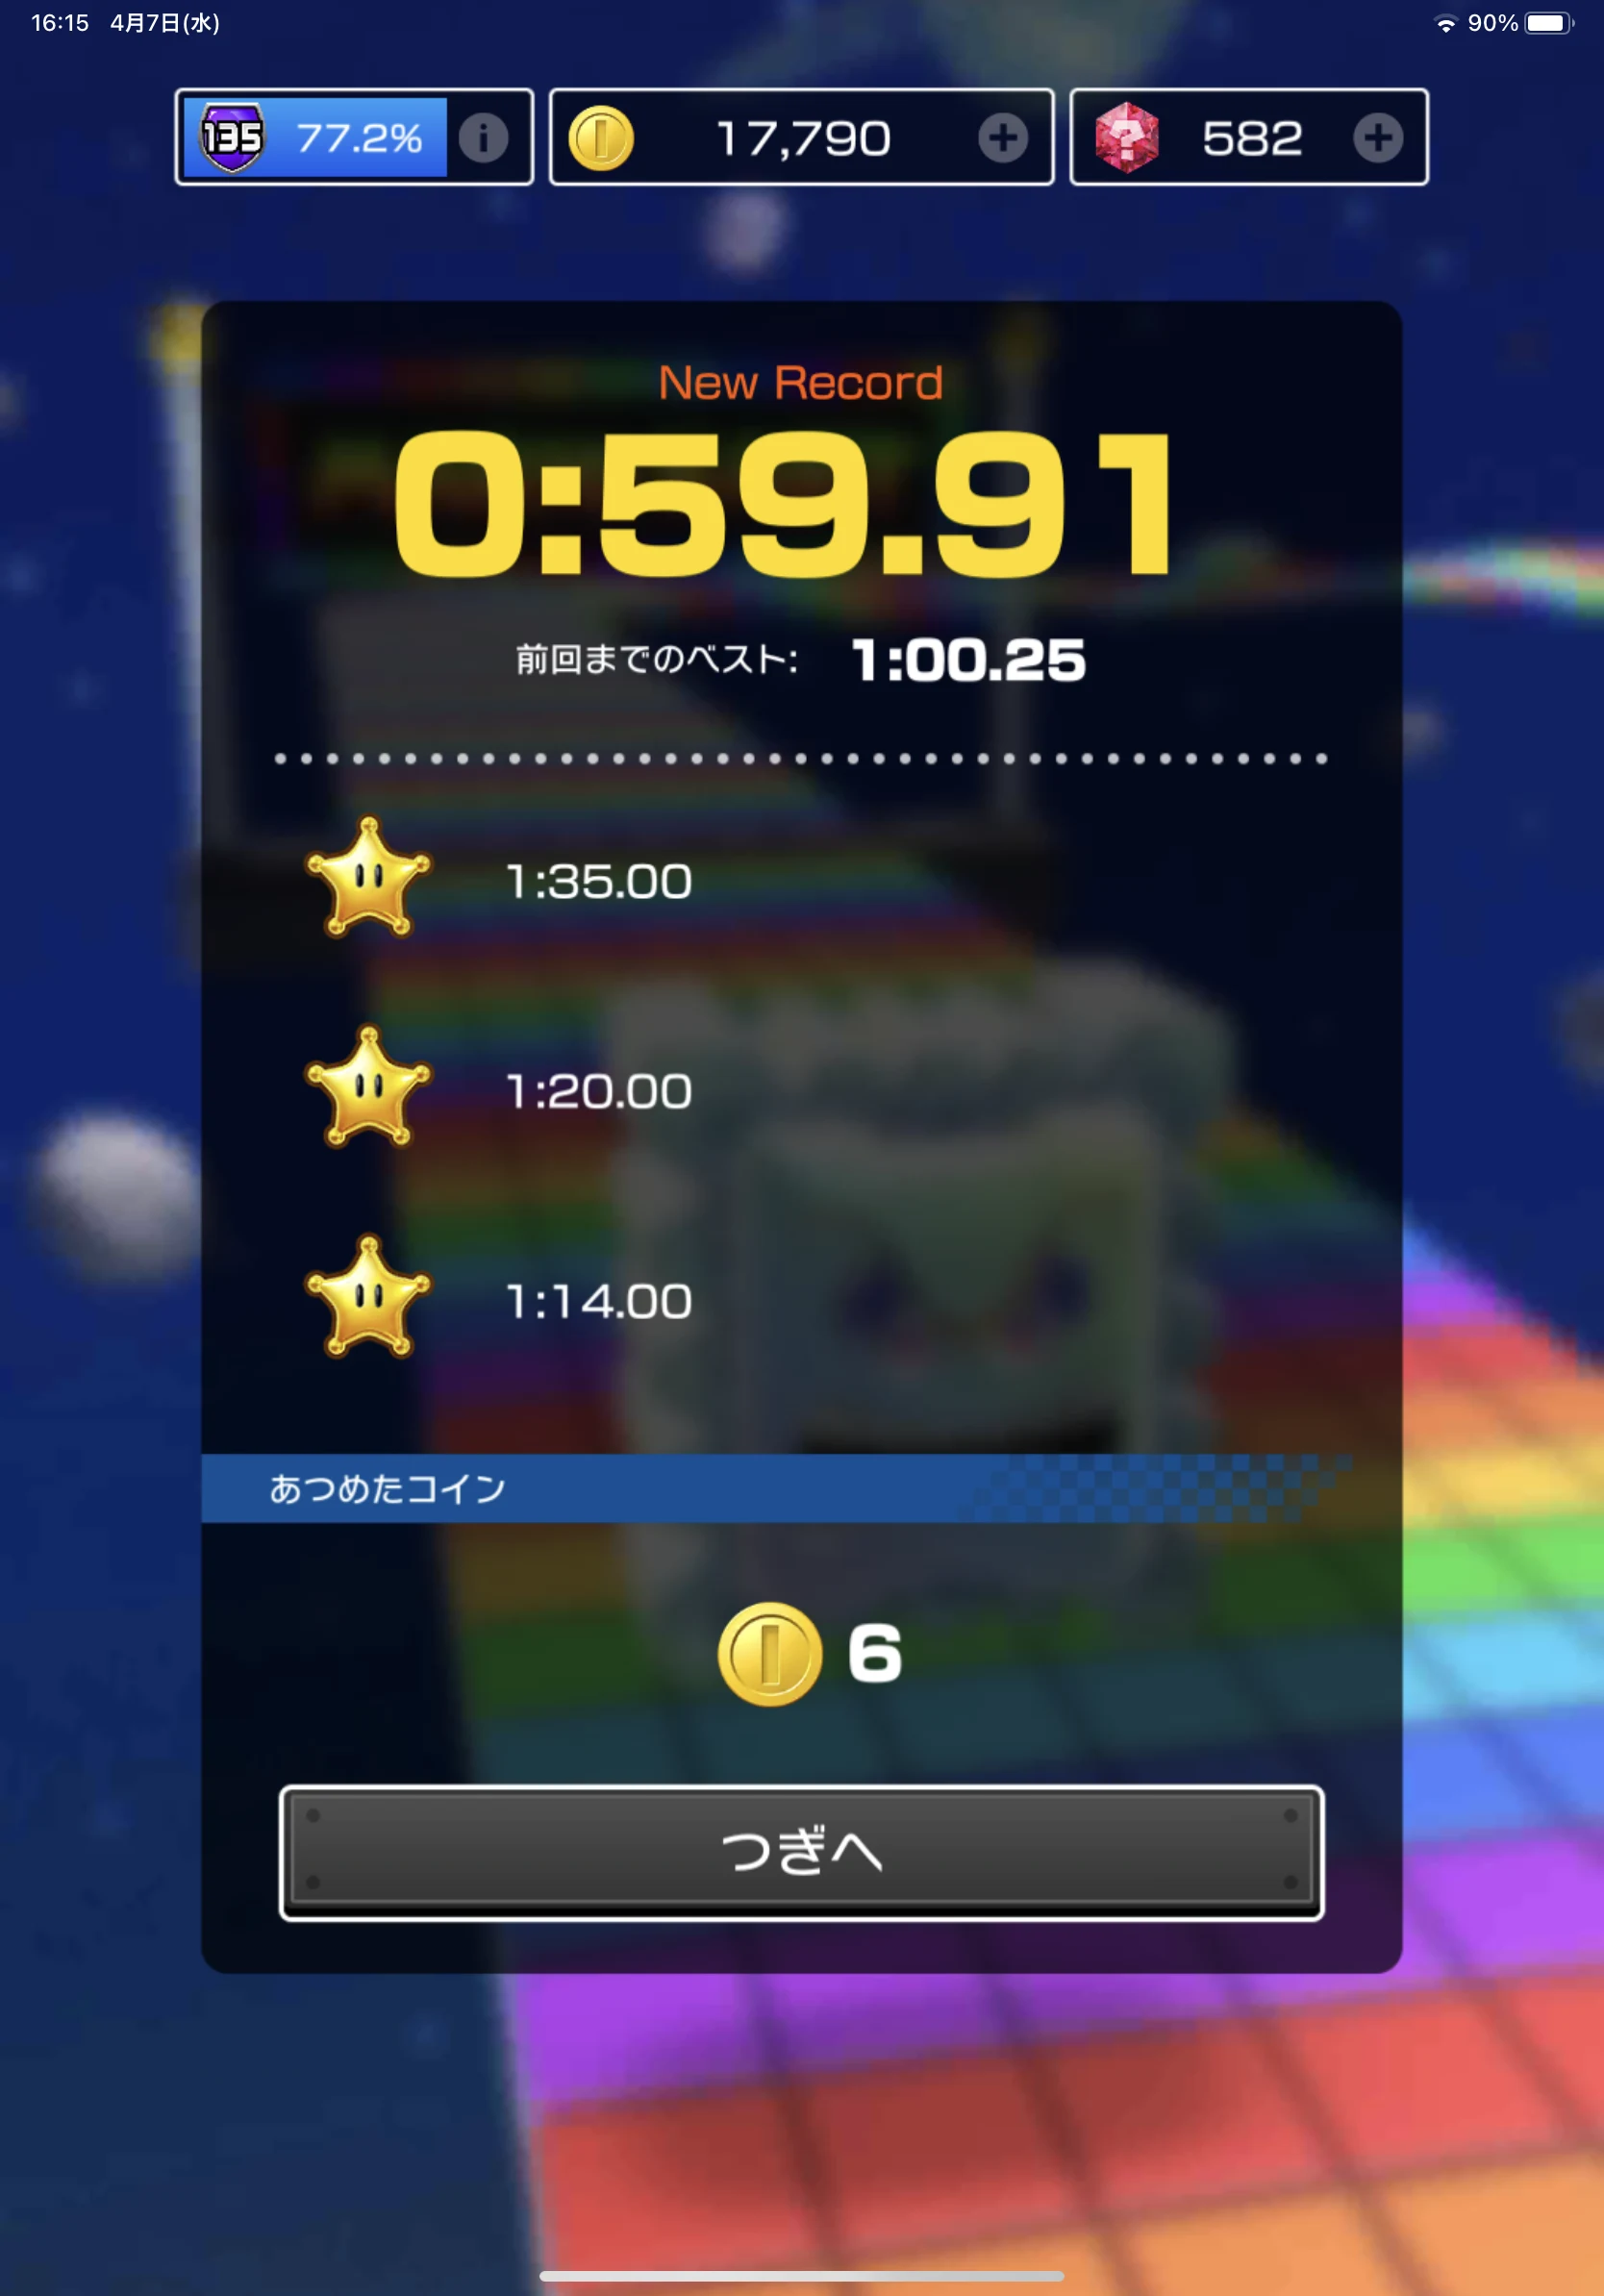 16:15 4月7日(水) 90%
135 77.2% i 17,790 + 582 +
New Record
0:59.91
前回までのベスト: 1:00.25
1:35.00
1:20.00
1:14.00
あつめたコイン
6
つぎへ